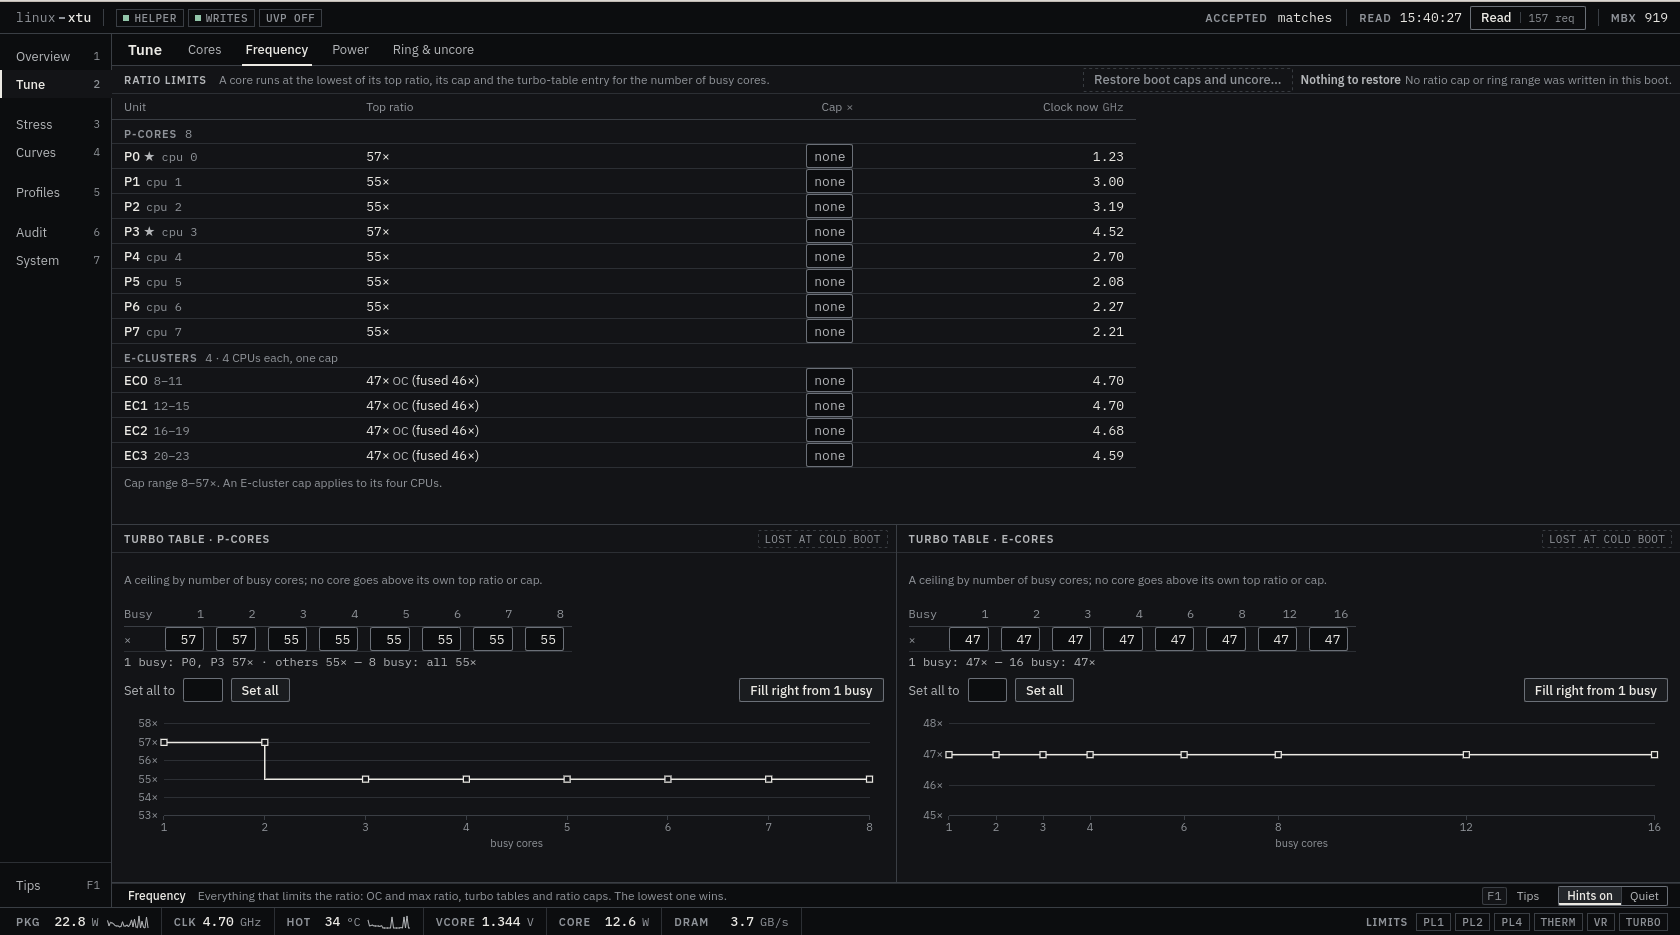 linux-xtu HELPER WRITES UVP OFF ACCEPTED matches READ 15:40:27 Read 157 req MBX 919
Overview 1
Tune 2
Stress 3
Curves 4
Profiles 5
Audit 6
System 7
Tips F1
Tune Cores Frequency Power Ring & uncore
RATIO LIMITS A core runs at the lowest of its top ratio, its cap and the turbo-table entry for the number of busy cores. Restore boot caps and uncore... Nothing to restore No ratio cap or ring range was written in this boot.
Unit Top ratio Cap × Clock now GHz
P-CORES 8
P0 ★ cpu 0 57× none 1.23
P1 cpu 1 55× none 3.00
P2 cpu 2 55× none 3.19
P3 ★ cpu 3 57× none 4.52
P4 cpu 4 55× none 2.70
P5 cpu 5 55× none 2.08
P6 cpu 6 55× none 2.27
P7 cpu 7 55× none 2.21
E-CLUSTERS 4 · 4 CPUs each, one cap
EC0 8–11 47× OC (fused 46×) none 4.70
EC1 12–15 47× OC (fused 46×) none 4.70
EC2 16–19 47× OC (fused 46×) none 4.68
EC3 20–23 47× OC (fused 46×) none 4.59
Cap range 8–57×. An E-cluster cap applies to its four CPUs.
TURBO TABLE · P-CORES LOST AT COLD BOOT
A ceiling by number of busy cores; no core goes above its own top ratio or cap.
Busy 1 2 3 4 5 6 7 8
× 57 57 55 55 55 55 55 55
1 busy: P0, P3 57× · others 55× — 8 busy: all 55×
Set all to Set all Fill right from 1 busy
58×
57×
56×
55×
54×
53×
1 2 3 4 5 6 7 8
busy cores
TURBO TABLE · E-CORES LOST AT COLD BOOT
A ceiling by number of busy cores; no core goes above its own top ratio or cap.
Busy 1 2 3 4 6 8 12 16
× 47 47 47 47 47 47 47 47
1 busy: 47× — 16 busy: 47×
Set all to Set all Fill right from 1 busy
48×
47×
46×
45×
1 2 3 4 6 8 12 16
busy cores
Frequency Everything that limits the ratio: OC and max ratio, turbo tables and ratio caps. The lowest one wins. F1 Tips Hints on Quiet
PKG 22.8 W CLK 4.70 GHz HOT 34 °C VCORE 1.344 V CORE 12.6 W DRAM 3.7 GB/s LIMITS PL1 PL2 PL4 THERM VR TURBO